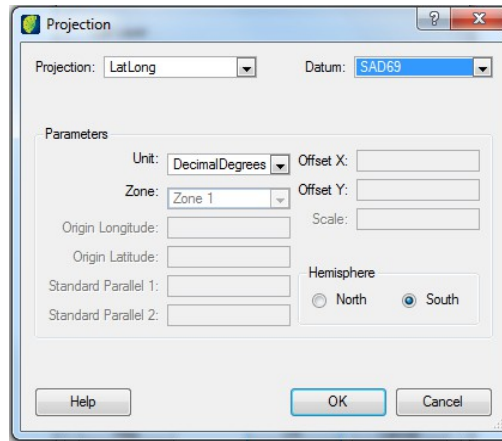 Projection
Projection: LatLong Datum: SAD69
Parameters
Unit: DecimalDegrees Offset X:
Zone: Zone 1 Offset Y:
Origin Longitude: Scale:
Origin Latitude:
Hemisphere
Standard Parallel 1: North South
Standard Parallel 2:
Help OK Cancel